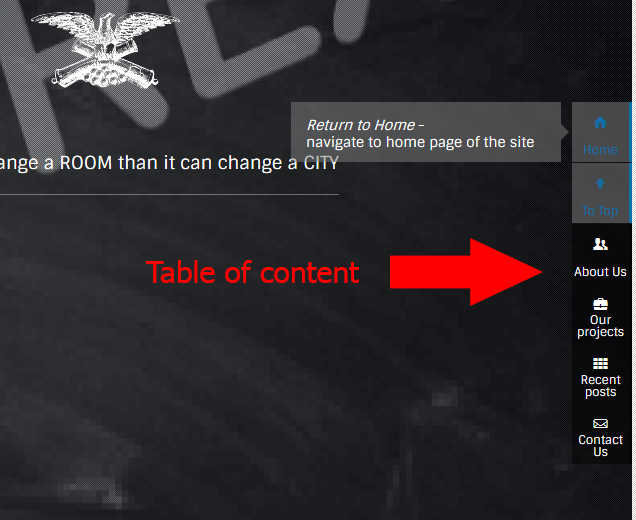 Return to Home -
navigate to home page of the site
Home
ange a ROOM than it can change a CITY
To Top
Table of content
About Us
Our
projects
Recent
posts
Contact
Us